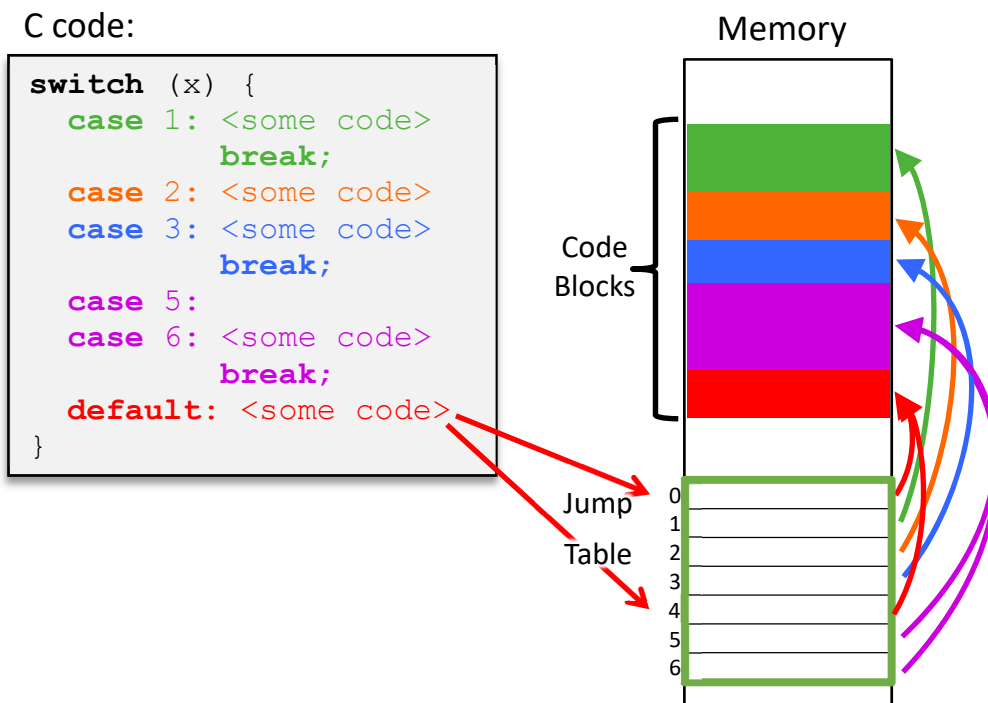 C code:
switch (x) {
case 1: <some code>
break;
case 2: <some code>
case 3: <some code>
break;
case 5:
case 6: <some code>
break;
default: <some code>
}
Memory
Code
Blocks
Jump
Table
0
1
2
3
4
5
6